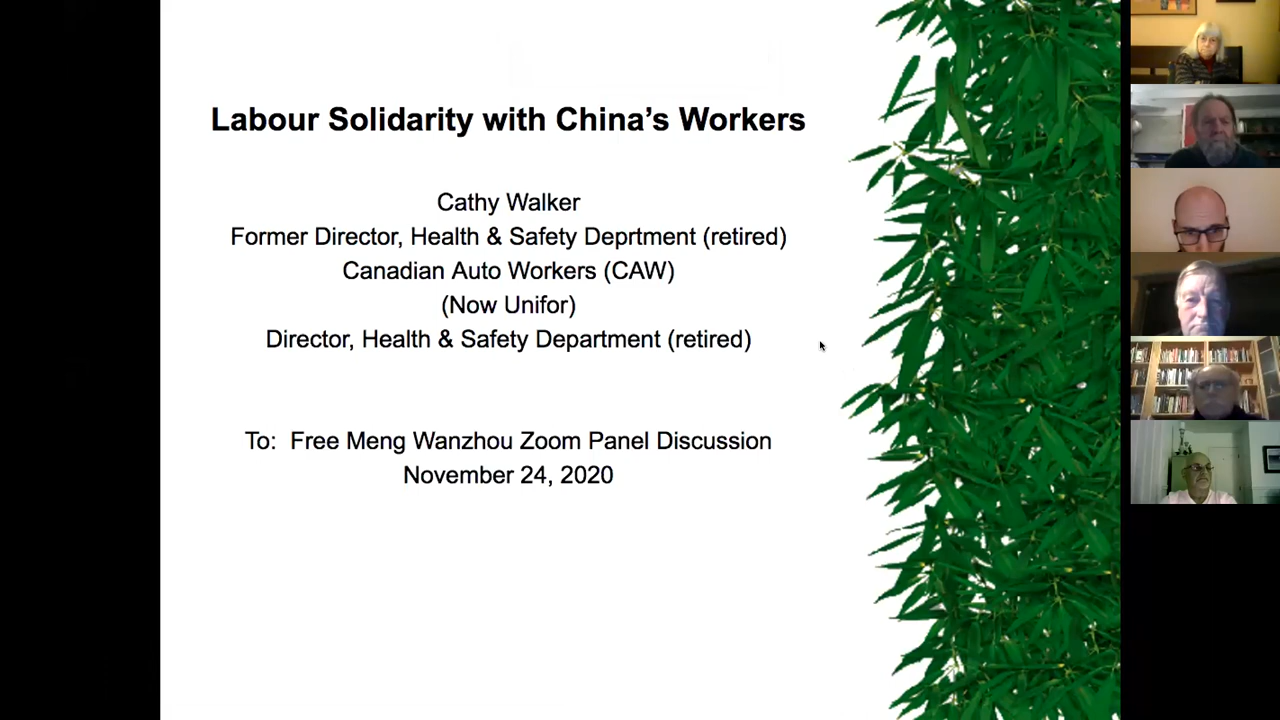 Labour Solidarity with China’s Workers
Cathy Walker
Former Director, Health & Safety Deprtment (retired)
Canadian Auto Workers (CAW)
(Now Unifor)
Director, Health & Safety Department (retired)
To:  Free Meng Wanzhou Zoom Panel Discussion
November 24, 2020